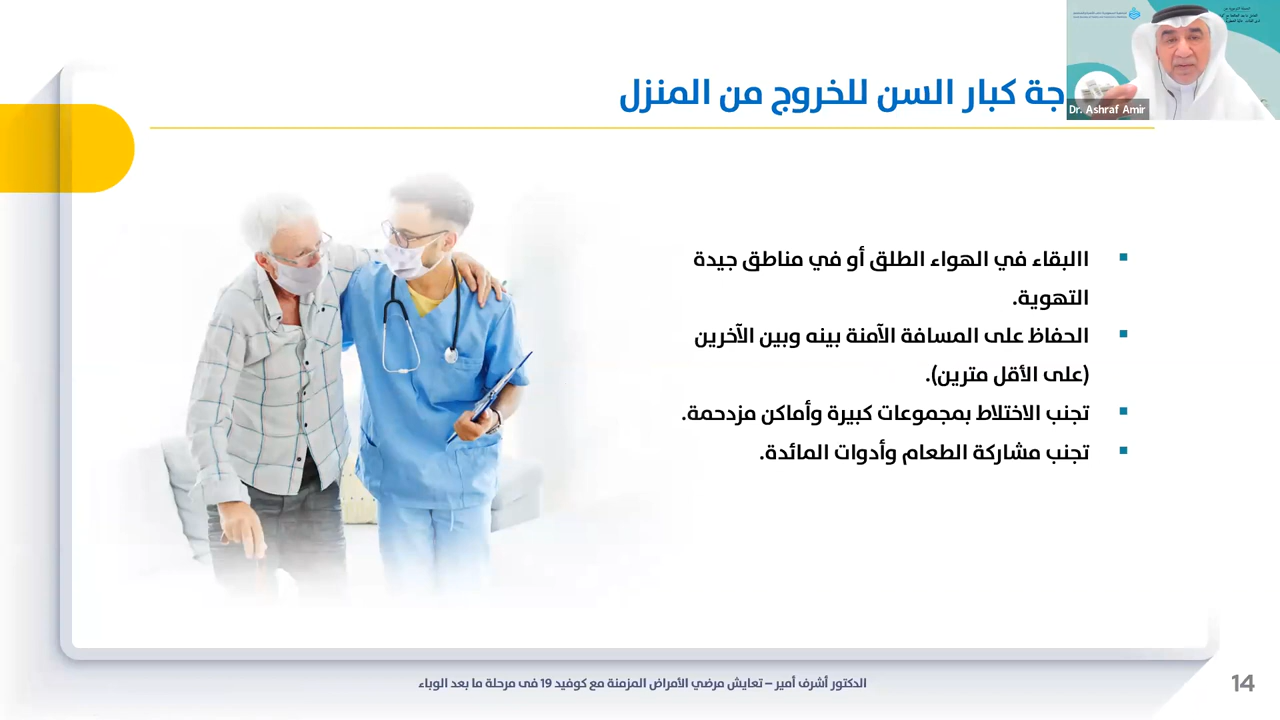 جة كبار السن للخروج من المنزل
Dr. Ashraf Amir
االبقاء في الهواء الطلق أو في مناطق جيدة
التهوية.
الحفاظ على المسافة الآمنة بينه وبين الآخرين
(على الأقل مترين).
تجنب الاختلاط بمجموعات كبيرة وأماكن مزدحمة.
تجنب مشاركة الطعام وأدوات المائدة.
الدكتور أشرف أمير – تعايش مرضي الأمراض المزمنة مع كوفيد 19 فى مرحلة ما بعد الوباء
14